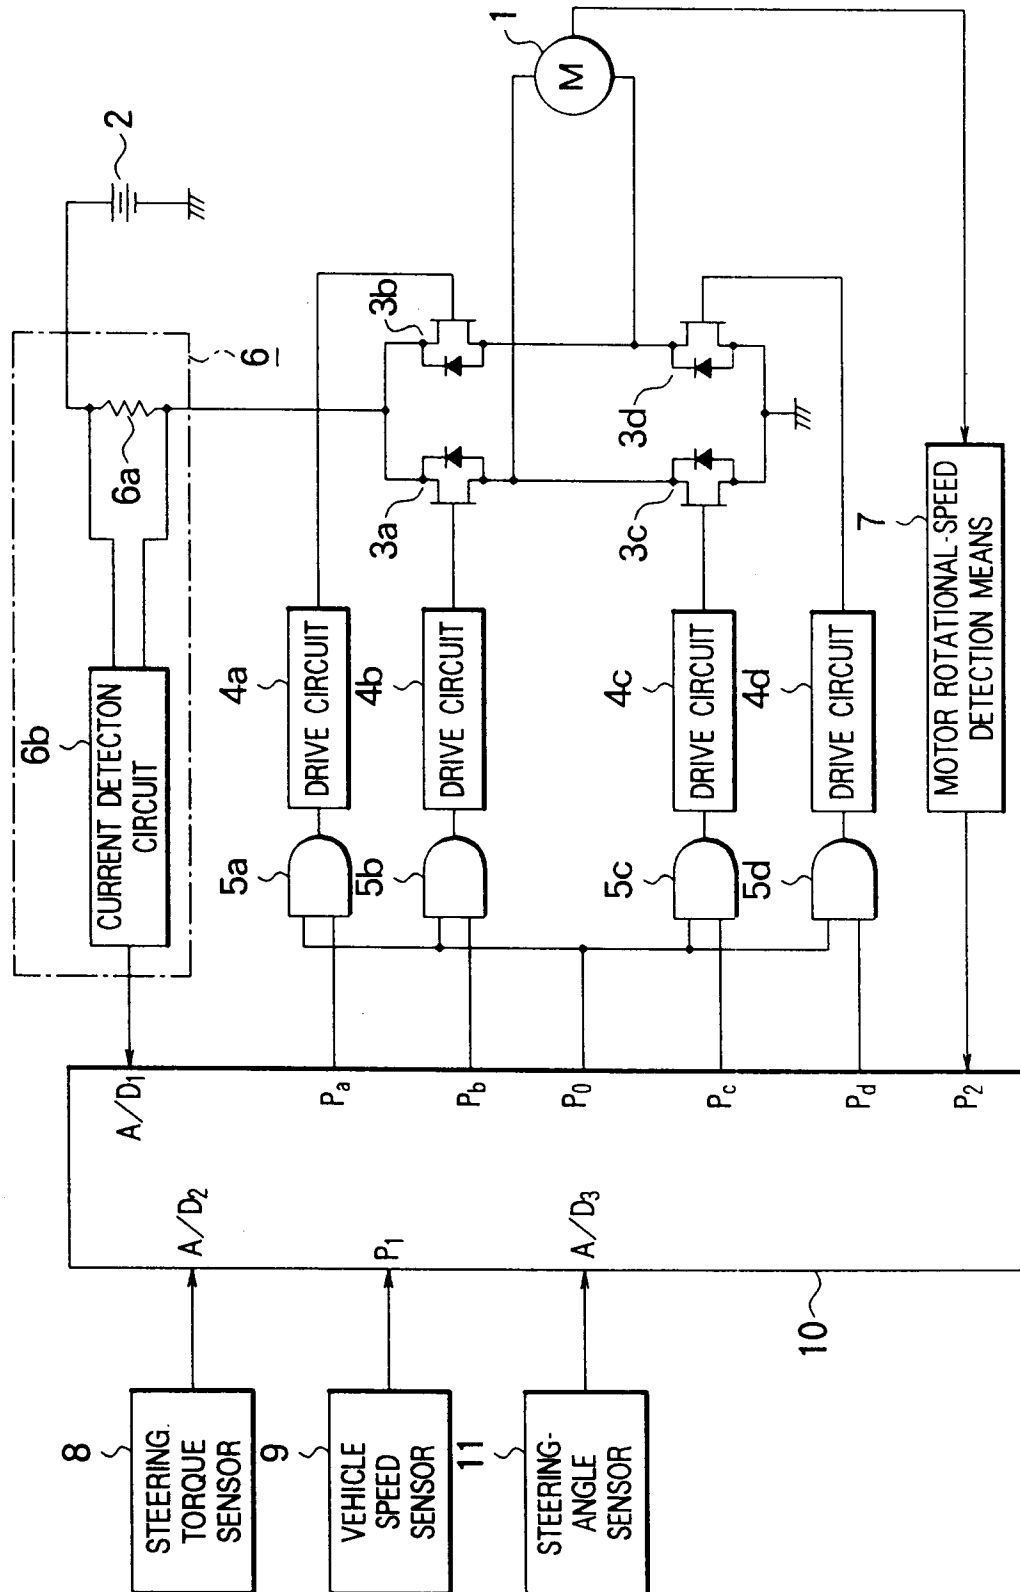 8
STEERING.
TORQUE
SENSOR
9
VEHICLE
SPEED
SENSOR
11
STEERING-
ANGLE
SENSOR
10
A/D2
P1
A/D3
A/D1
Pa
Pb
P0
Pc
Pd
P2
6b
CURRENT DETECTON
CIRCUIT
6a
6
2
5a
5b
5c
5d
4a
DRIVE CIRCUIT
4b
DRIVE CIRCUIT
4c
DRIVE CIRCUIT
4d
DRIVE CIRCUIT
3a
3b
3c
3d
1
M
7
MOTOR ROTATIONAL-SPEED
DETECTION MEANS